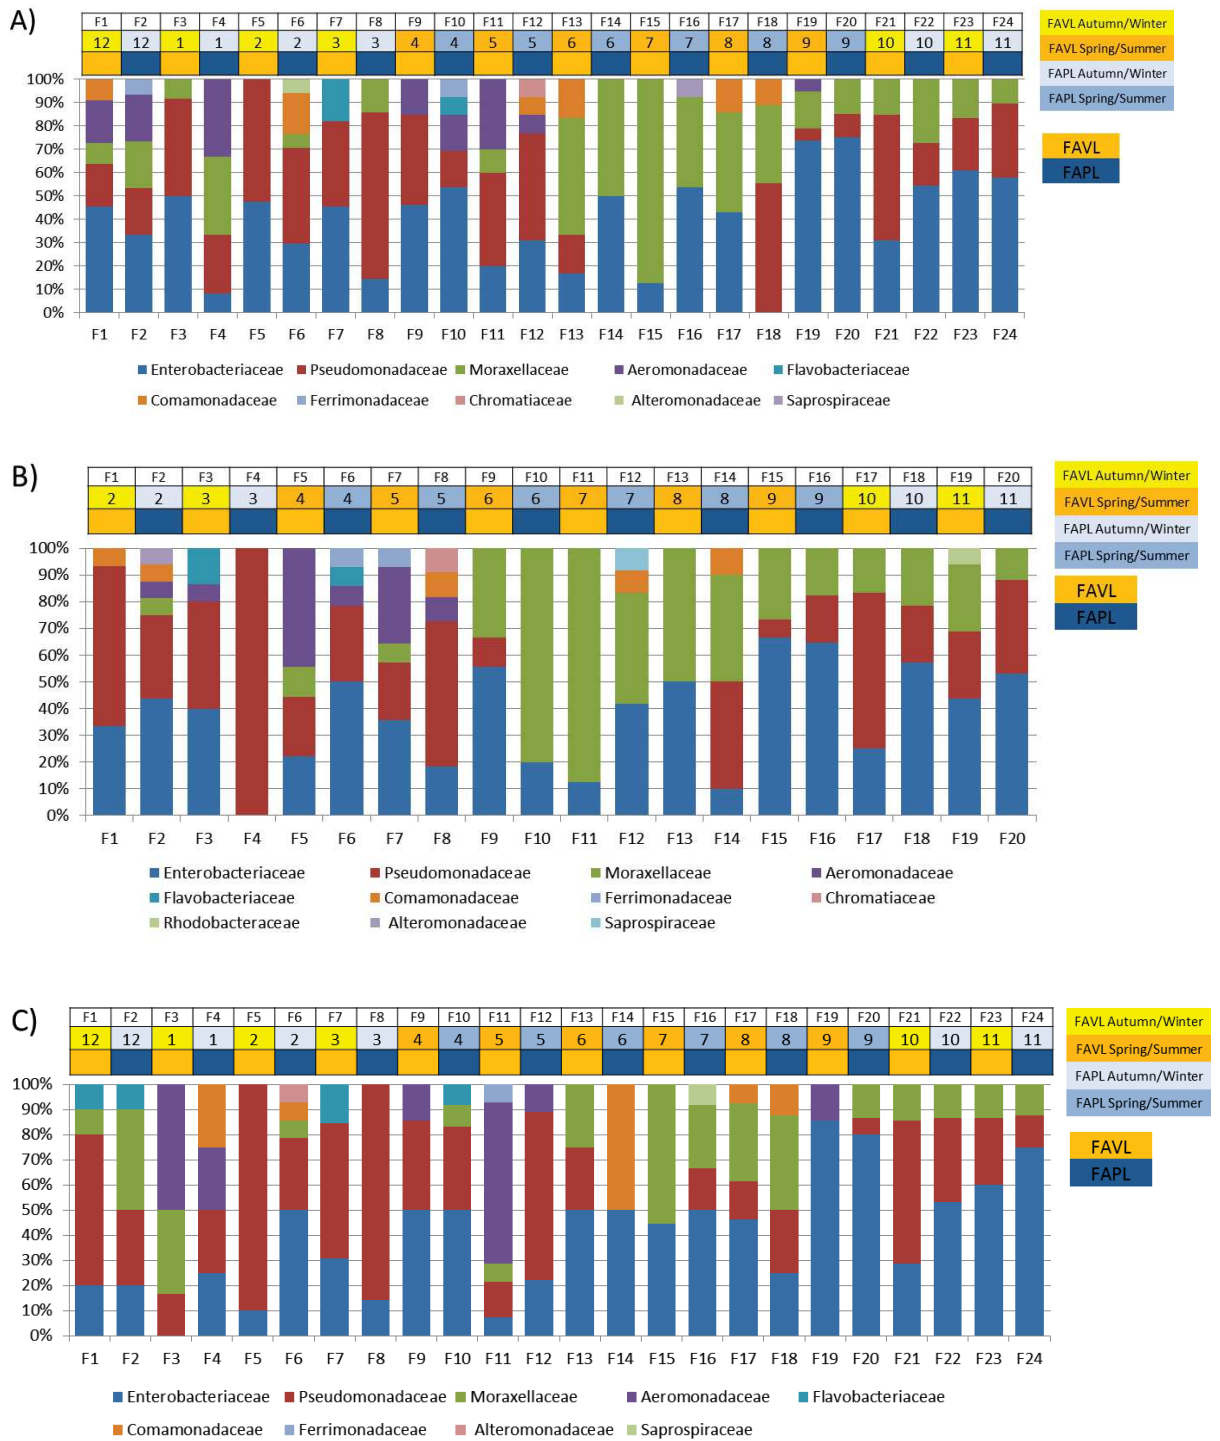 A)
F1 F2 F3 F4 F5 F6 F7 F8 F9 F10 F11 F12 F13 F14 F15 F16 F17 F18 F19 F20 F21 F22 F23 F24
12 12 1 1 2 2 3 3 4 4 5 5 6 6 7 7 8 8 9 9 10 10 11 11
FAVL Autumn/Winter
FAVL Spring/Summer
FAPL Autumn/Winter
FAPL Spring/Summer
FAVL
FAPL
100%
90%
80%
70%
60%
50%
40%
30%
20%
10%
0%
F1 F2 F3 F4 F5 F6 F7 F8 F9 F10 F11 F12 F13 F14 F15 F16 F17 F18 F19 F20 F21 F22 F23 F24
Enterobacteriaceae Pseudomonadaceae Moraxellaceae Aeromonadaceae Flavobacteriaceae
Comamonadaceae Ferrimonadaceae Chromatiaceae Alteromonadaceae Saprospiraceae
B)
F1 F2 F3 F4 F5 F6 F7 F8 F9 F10 F11 F12 F13 F14 F15 F16 F17 F18 F19 F20
2 2 3 3 4 4 5 5 6 6 7 7 8 8 9 9 10 10 11 11
FAVL Autumn/Winter
FAVL Spring/Summer
FAPL Autumn/Winter
FAPL Spring/Summer
FAVL
FAPL
100%
90%
80%
70%
60%
50%
40%
30%
20%
10%
0%
F1 F2 F3 F4 F5 F6 F7 F8 F9 F10 F11 F12 F13 F14 F15 F16 F17 F18 F19 F20
Enterobacteriaceae Pseudomonadaceae Moraxellaceae Aeromonadaceae
Flavobacteriaceae Comamonadaceae Ferrimonadaceae Chromatiaceae
Rhodobacteraceae Alteromonadaceae Saprospiraceae
C)
F1 F2 F3 F4 F5 F6 F7 F8 F9 F10 F11 F12 F13 F14 F15 F16 F17 F18 F19 F20 F21 F22 F23 F24
12 12 1 1 2 2 3 3 4 4 5 5 6 6 7 7 8 8 9 9 10 10 11 11
FAVL Autumn/Winter
FAVL Spring/Summer
FAPL Autumn/Winter
FAPL Spring/Summer
FAVL
FAPL
100%
90%
80%
70%
60%
50%
40%
30%
20%
10%
0%
F1 F2 F3 F4 F5 F6 F7 F8 F9 F10 F11 F12 F13 F14 F15 F16 F17 F18 F19 F20 F21 F22 F23 F24
Enterobacteriaceae Pseudomonadaceae Moraxellaceae Aeromonadaceae Flavobacteriaceae
Comamonadaceae Ferrimonadaceae Alteromonadaceae Saprospiraceae